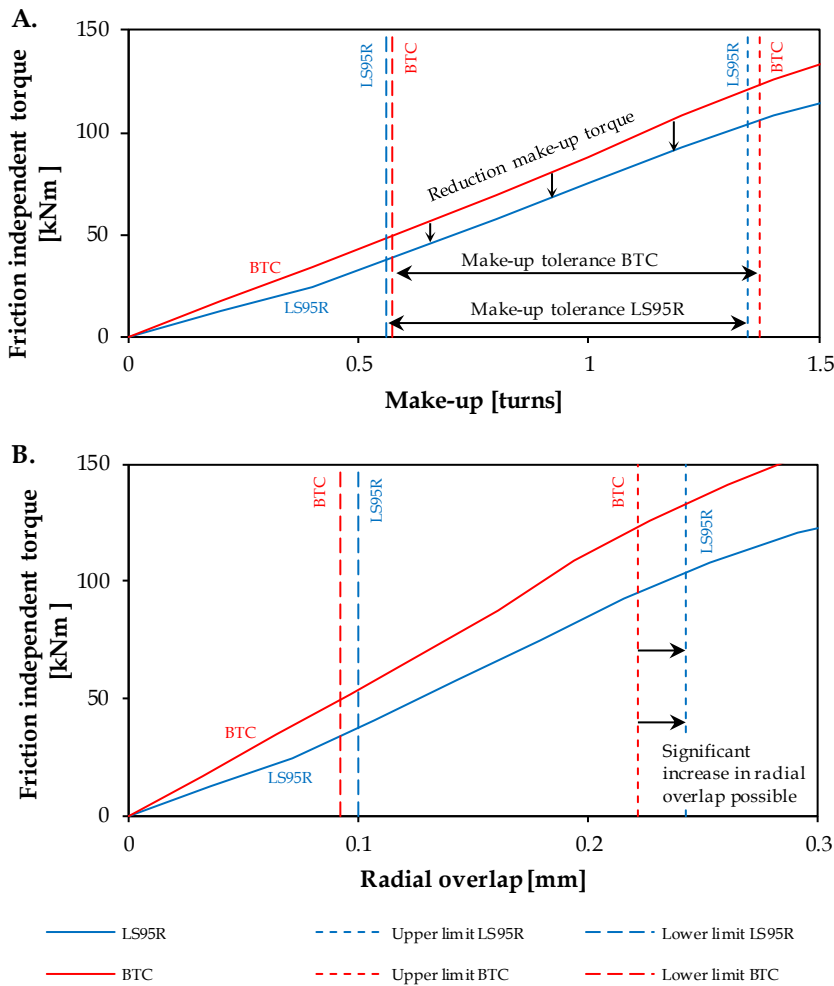 A.
Friction independent torque
[kNm]
150
100
50
0
LS95R
BTC
LS95R
BTC
Reduction make-up torque
BTC
LS95R
Make-up tolerance BTC
Make-up tolerance LS95R
0
0.5
1
1.5
Make-up [turns]
B.
Friction independent torque
[kNm]
150
100
50
0
BTC
LS95R
BTC
LS95R
BTC
LS95R
Significant
increase in radial
overlap possible
0
0.1
0.2
0.3
Radial overlap [mm]
LS95R
Upper limit LS95R
Lower limit LS95R
BTC
Upper limit BTC
Lower limit BTC